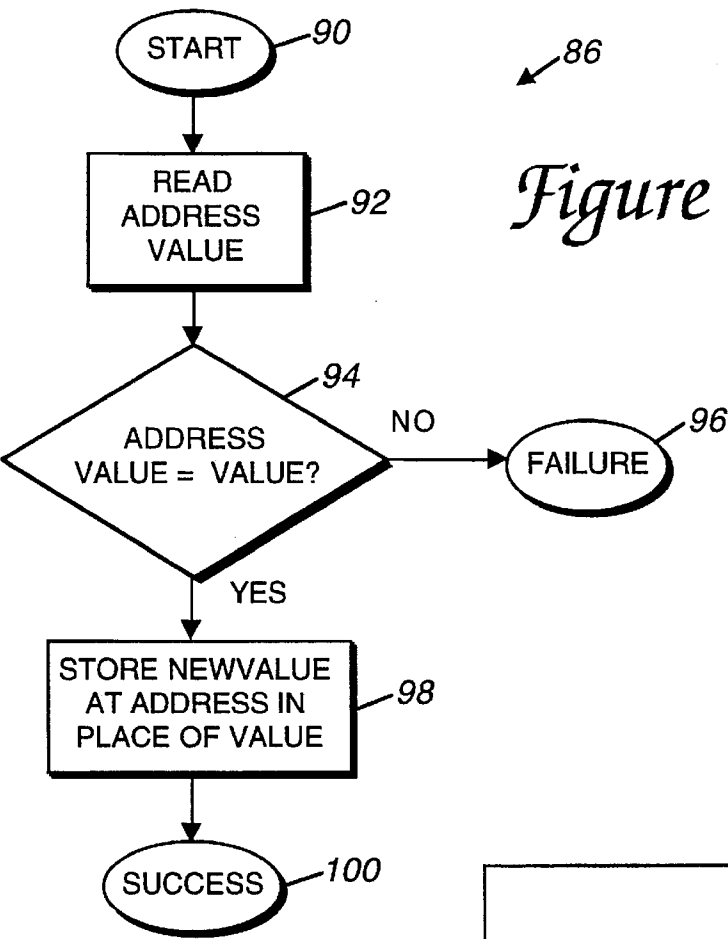 START
90
86
READ
ADDRESS
VALUE
92
Figure
94
ADDRESS
VALUE = VALUE?
NO
FAILURE
96
YES
STORE NEWVALUE
AT ADDRESS IN
PLACE OF VALUE
98
SUCCESS
100